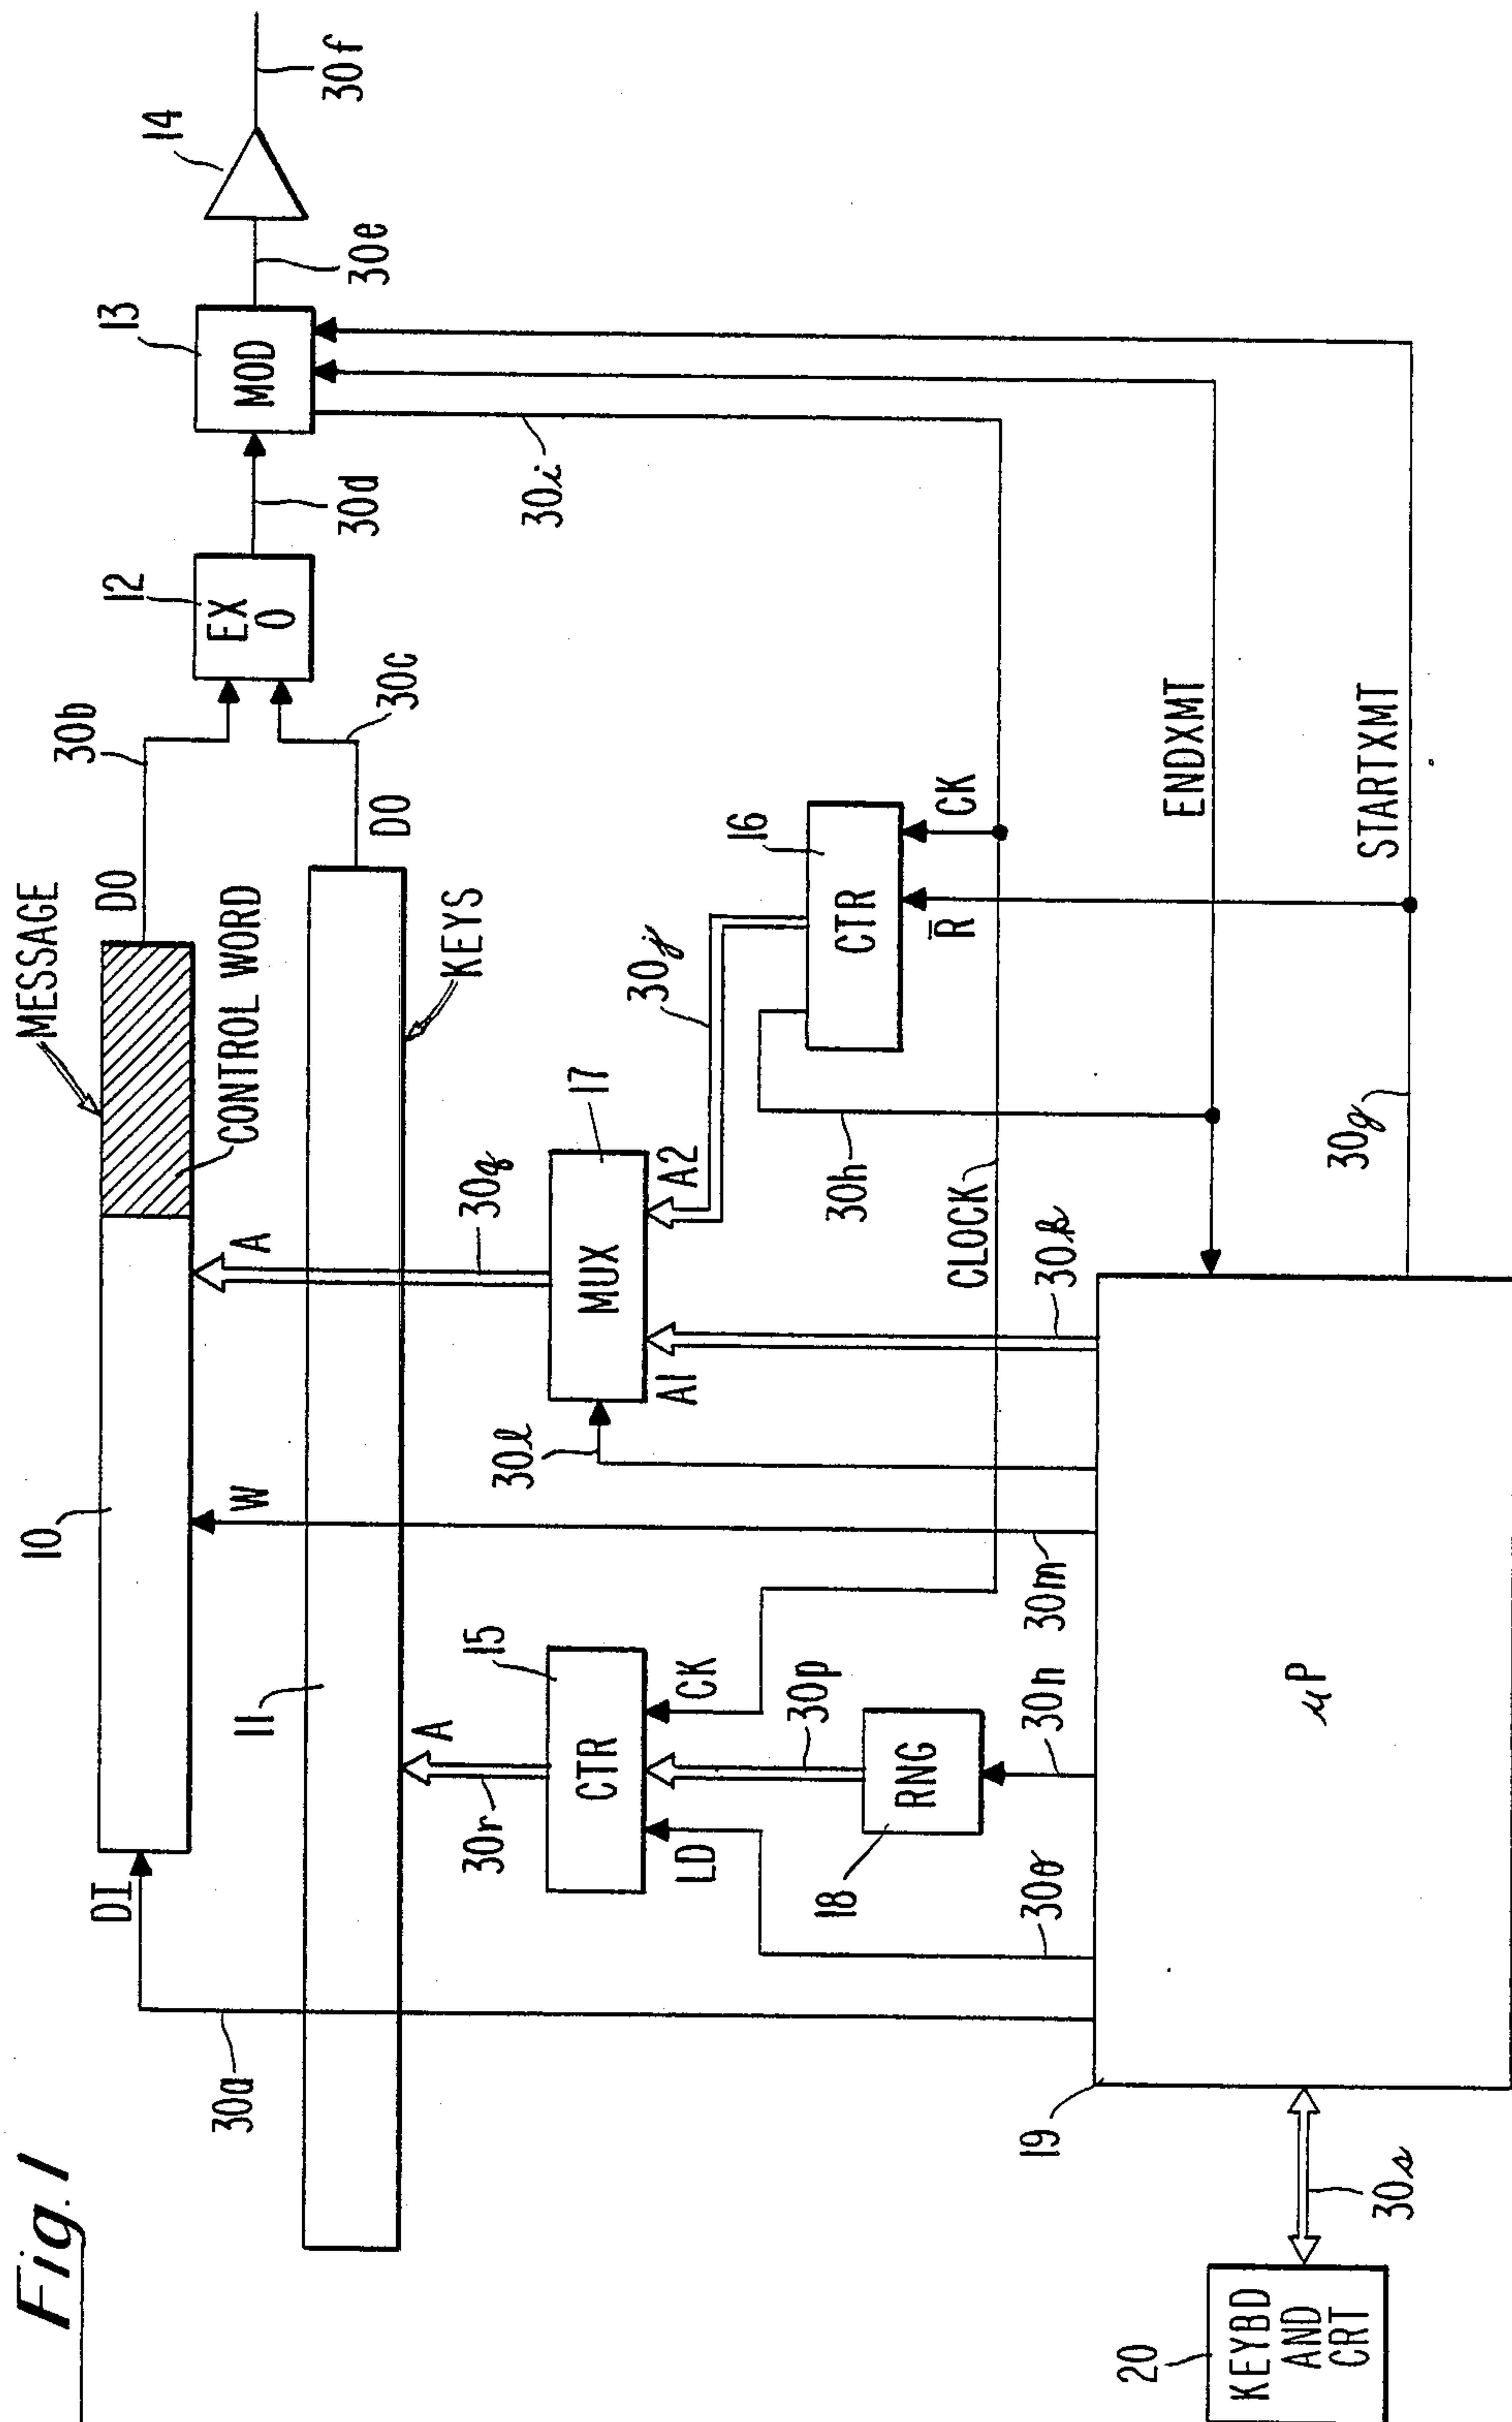 Fig. 1
MESSAGE
10
DI
DO
30b
CONTROL WORD
W
A
30a
11
KEYS
DO
30c
12
EX
O
30d
13
MOD
30e
14
30f
30r
A
15
CTR
LD
CK
30p
18
RNG
30o
30n
30m
30l
30q
17
MUX
A1
A2
30k
30j
16
CTR
R̅
CK
30h
30i
CLOCK
ENDXMT
STARTXMT
30g
19
μP
20
KEYBD
AND
CRT
30s